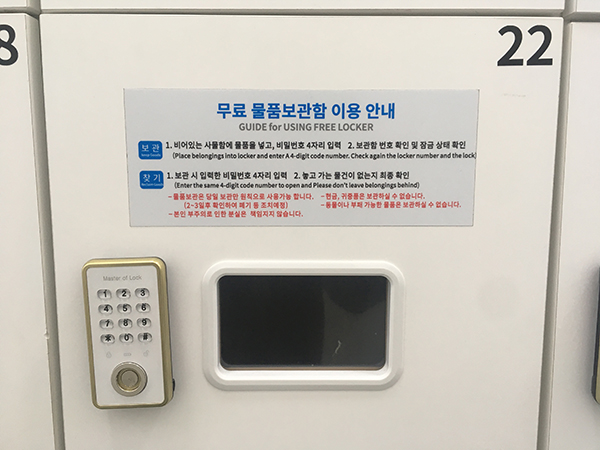 8
22
무료 물품보관함 이용 안내
GUIDE for USING FREE LOCKER
보 관
1. 비어있는 사물함에 물품을 넣고, 비밀번호 4자리 입력 2. 보관함 번호 확인 및 잠금 상태 확인
(Place belongings into locker and enter A 4-digit code number. Check again the locker number and the lock)
찾 기
1. 보관 시 입력한 비밀번호 4자리 입력 2. 놓고 가는 물건이 없는지 최종 확인
(Enter the same 4-digit code number to open and Please don't leave belongings behind)
-물품보관은 당일 보관만 원칙으로 사용가능 합니다. -현금, 귀중품은 보관하실 수 없습니다.
(2~3일후 확인하여 폐기 등 조치예정) -동물이나 부패 가능한 물품은 보관하실 수 없습니다.
-본인 부주의로 인한 분실은 책임지지 않습니다.
Master of Lock
1 2 3
4 5 6
7 8 9
* 0 #